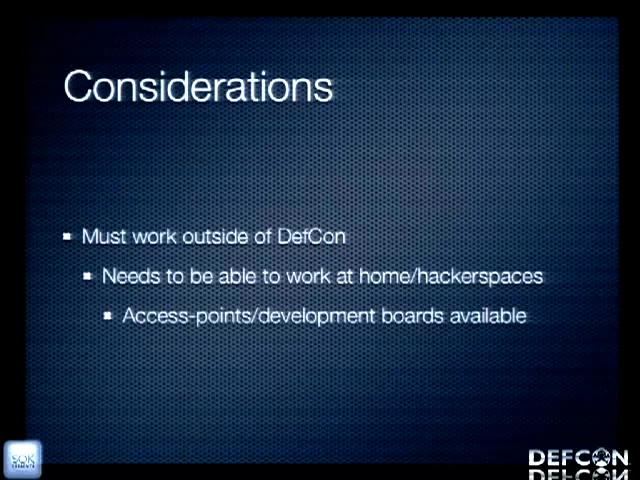 Considerations
Must work outside of DefCon
Needs to be able to work at home/hackerspaces
Access-points/development boards available
SOK
DEFCON